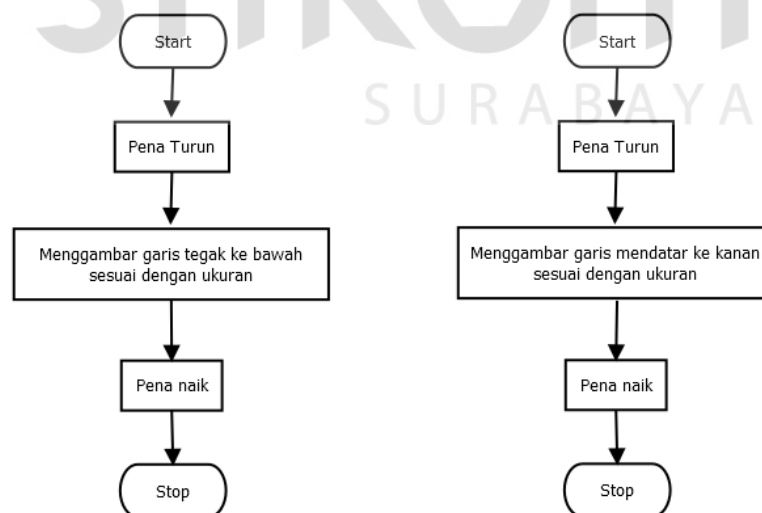 SURABAYA
Start
Pena Turun
Menggambar garis tegak ke bawah
sesuai dengan ukuran
Pena naik
Stop
Start
Pena Turun
Menggambar garis mendatar ke kanan
sesuai dengan ukuran
Pena naik
Stop